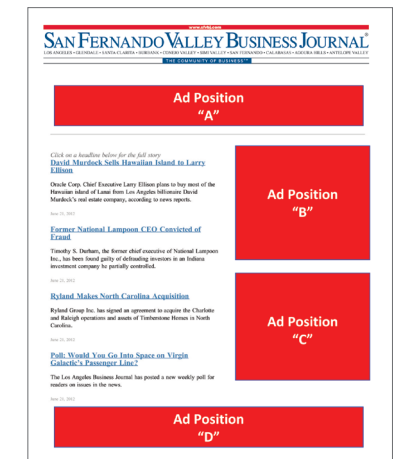 www.sfvbj.com
SAN FERNANDO VALLEY BUSINESS JOURNAL®
LOS ANGELES • GLENDALE • SANTA CLARITA • BURBANK • CONEJO VALLEY • SIMI VALLEY • SAN FERNANDO • CALABASAS • AGOURA HILLS • ANTELOPE VALLEY
THE COMMUNITY OF BUSINESS™
Ad Position
"A"
Click on a headline below for the full story
David Murdock Sells Hawaiian Island to Larry
Ellison
Oracle Corp. Chief Executive Larry Ellison plans to buy most of the
Hawaiian island of Lanai from Los Angeles billionaire David
Murdock's real estate company, according to news reports.
June 21, 2012
Ad Position
"B"
Former National Lampoon CEO Convicted of
Fraud
Timothy S. Durham, the former chief executive of National Lampoon
Inc., has been found guilty of defrauding investors in an Indiana
investment company he partially controlled.
June 21, 2012
Ryland Makes North Carolina Acquisition
Ryland Group Inc. has signed an agreement to acquire the Charlotte
and Raleigh operations and assets of Timberstone Homes in North
Carolina.
June 21, 2012
Ad Position
"C"
Poll: Would You Go Into Space on Virgin
Galactic's Passenger Line?
The Los Angeles Business Journal has posted a new weekly poll for
readers on issues in the news.
June 21, 2012
Ad Position
"D"